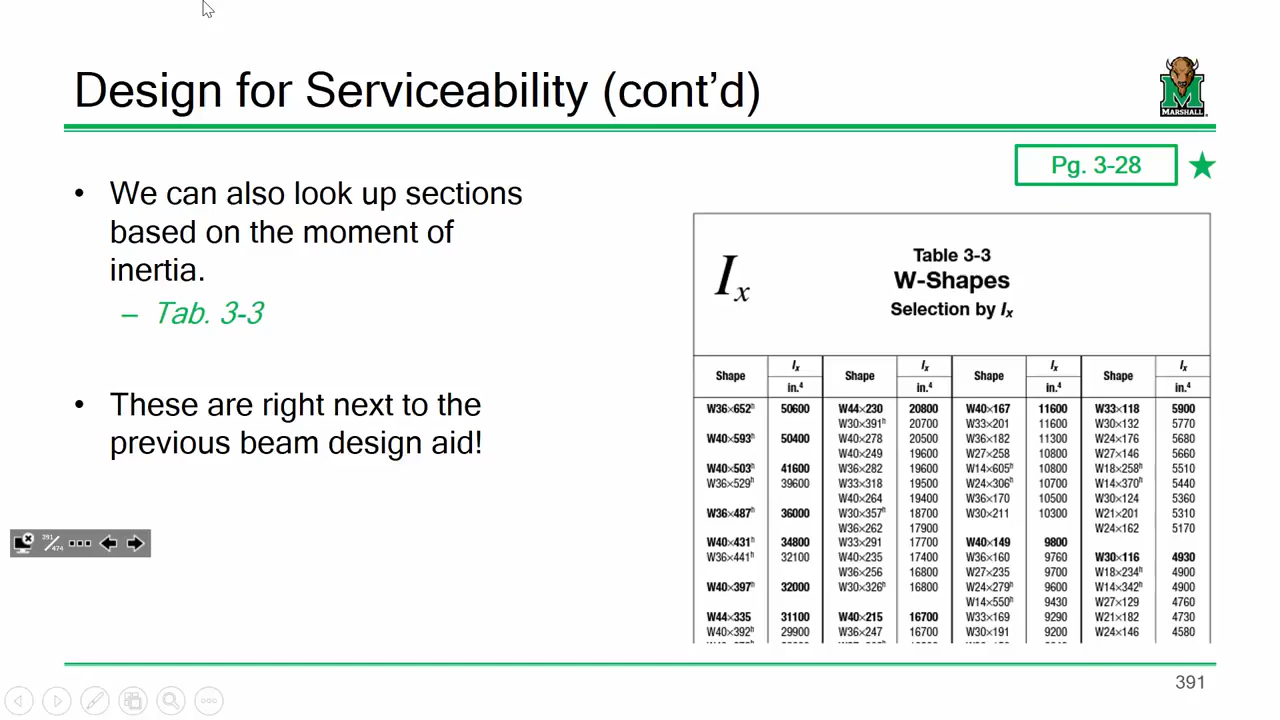 Design for Serviceability (cont’d)
MARSHALL
Pg. 3-28
• We can also look up sections
based on the moment of
inertia.
– Tab. 3-3
• These are right next to the
previous beam design aid!
391/474
Ix
Table 3-3
W-Shapes
Selection by Ix
Shape Ix Shape Ix Shape Ix Shape Ix
in.4 in.4 in.4 in.4
W36×652h 50600 W44×230 20800 W40×167 11600 W33×118 5900
W30×391h 20700 W33×201 11600 W30×132 5770
W40×593h 50400 W40×278 20500 W36×182 11300 W24×176 5680
W40×249 19600 W27×258 10800 W27×146 5660
W40×503h 41600 W36×282 19600 W14×605h 10800 W18×258h 5510
W36×529h 39600 W33×318 19500 W24×306h 10700 W14×370h 5440
W40×264 19400 W36×170 10500 W30×124 5360
W36×487h 36000 W30×357h 18700 W30×211 10300 W21×201 5310
W36×262 17900 W24×162 5170
W40×431h 34800 W33×291 17700 W40×149 9800
W36×441h 32100 W40×235 17400 W36×160 9760 W30×116 4930
W36×256 16800 W27×235 9700 W18×234h 4900
W40×397h 32000 W30×326h 16800 W24×279h 9600 W14×342h 4900
W14×550h 9430 W27×129 4760
W44×335 31100 W40×215 16700 W33×169 9290 W21×182 4730
W40×392h 29900 W36×247 16700 W30×191 9200 W24×146 4580
391